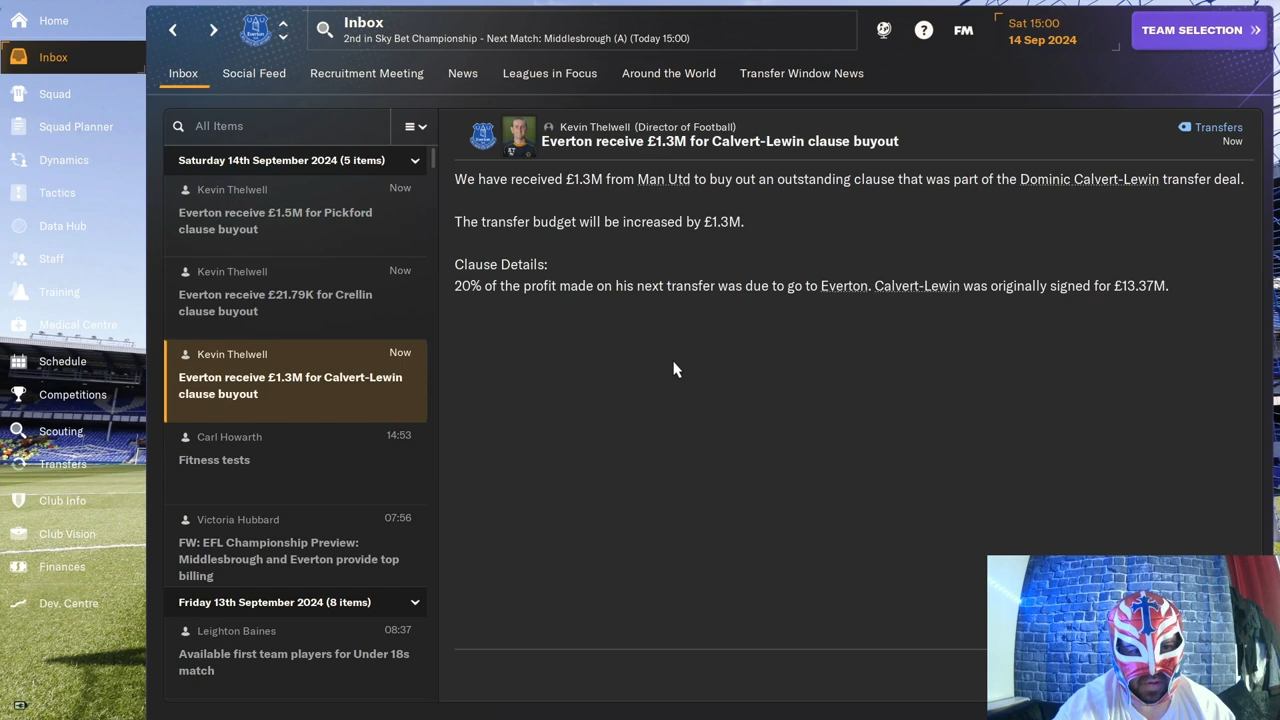 Home
Inbox
Squad
Squad Planner
Dynamics
Tactics
Data Hub
Staff
Training
Medical Centre
Schedule
Competitions
Scouting
Transfers
Club Info
Club Vision
Finances
Dev. Centre
Everton
Inbox
2nd in Sky Bet Championship - Next Match: Middlesbrough (A) (Today 15:00)
?
FM
Sat 15:00
14 Sep 2024
TEAM SELECTION
Inbox
Social Feed
Recruitment Meeting
News
Leagues in Focus
Around the World
Transfer Window News
All Items
Saturday 14th September 2024 (5 items)
Kevin Thelwell
Now
Everton receive £1.5M for Pickford
clause buyout
Kevin Thelwell
Now
Everton receive £21.79K for Crellin
clause buyout
Kevin Thelwell
Now
Everton receive £1.3M for Calvert-Lewin
clause buyout
Carl Howarth
14:53
Fitness tests
Victoria Hubbard
07:56
FW: EFL Championship Preview:
Middlesbrough and Everton provide top
billing
Friday 13th September 2024 (8 items)
Leighton Baines
08:37
Available first team players for Under 18s
match
Kevin Thelwell (Director of Football)
Everton receive £1.3M for Calvert-Lewin clause buyout
Transfers
Now
We have received £1.3M from Man Utd to buy out an outstanding clause that was part of the Dominic Calvert-Lewin transfer deal.
The transfer budget will be increased by £1.3M.
Clause Details:
20% of the profit made on his next transfer was due to go to Everton. Calvert-Lewin was originally signed for £13.37M.